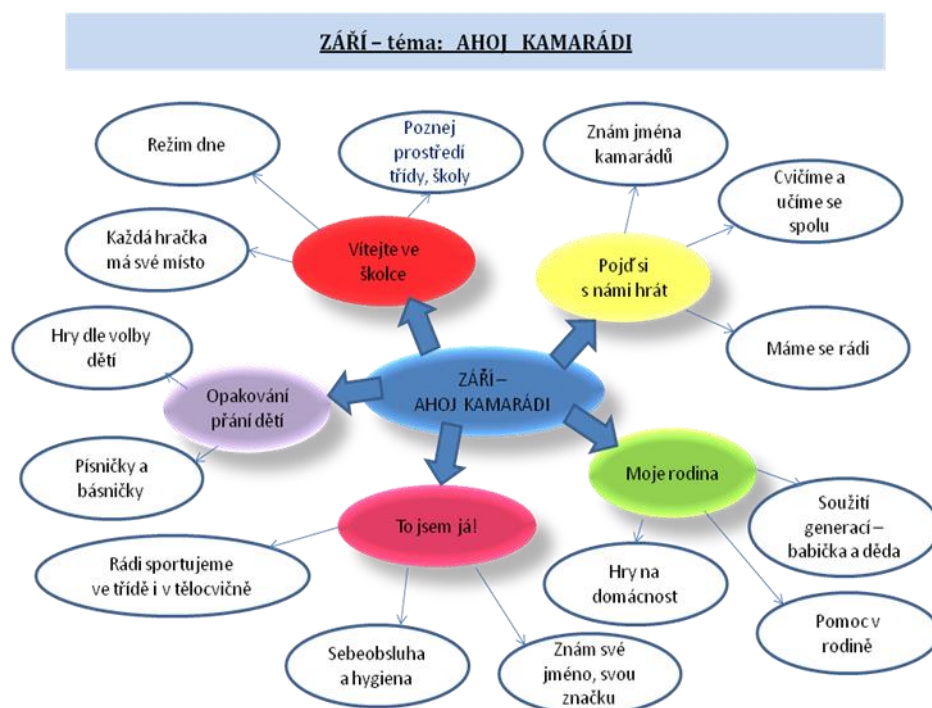 ZÁŘÍ – téma: AHOJ KAMARÁDI
Režim dne
Poznej
prostředí
třídy, školy
Znám jména
kamarádů
Cvičíme a
učíme se
spolu
Každá hračka
má své místo
Vítejte ve
školce
Pojď si
s námi hrát
Máme se rádi
Hry dle volby
dětí
Opakování
přání dětí
ZÁŘÍ –
AHOJ KAMARÁDI
Písničky a
básničky
To jsem já!
Moje rodina
Soužití
generací –
babička a děda
Rádi sportujeme
ve třídě i v tělocvičně
Hry na
domácnost
Pomoc v
rodině
Sebeobsluha
a hygiena
Znám své
jméno, svou
značku